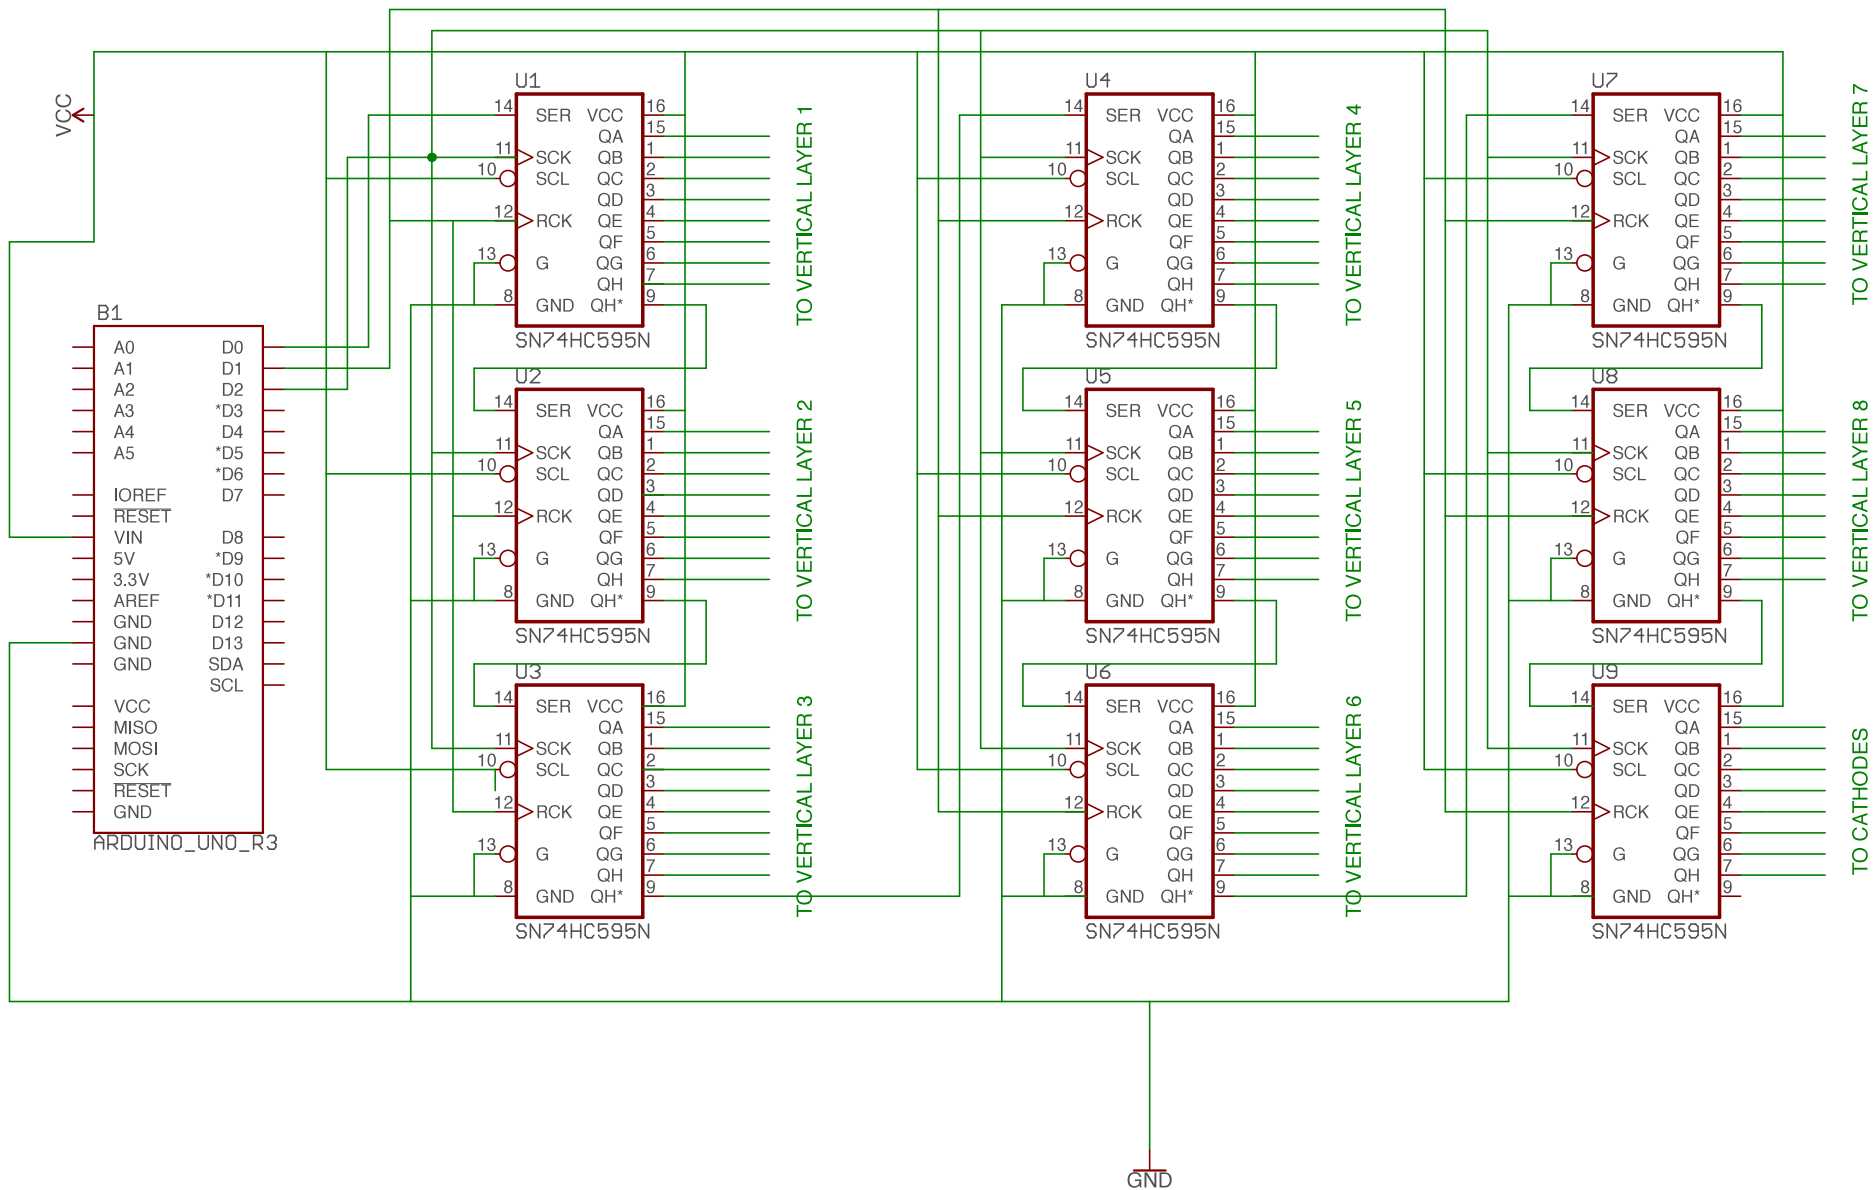 VCC
B1
A0 D0
A1 D1
A2 D2
A3 *D3
A4 D4
A5 *D5
*D6
IOREF D7
RESET
VIN D8
5V *D9
3.3V *D10
AREF *D11
GND D12
GND D13
GND SDA
SCL
VCC
MISO
MOSI
SCK
RESET
GND
ARDUINO_UNO_R3
U1
14 SER VCC 16
QA 15
11 SCK QB 1
10 SCL QC 2
QD 3
12 RCK QE 4
QF 5
13 G QG 6
QH 7
8 GND QH* 9
SN74HC595N
TO VERTICAL LAYER 1
U2
14 SER VCC 16
QA 15
11 SCK QB 1
10 SCL QC 2
QD 3
12 RCK QE 4
QF 5
13 G QG 6
QH 7
8 GND QH* 9
SN74HC595N
TO VERTICAL LAYER 2
U3
14 SER VCC 16
QA 15
11 SCK QB 1
10 SCL QC 2
QD 3
12 RCK QE 4
QF 5
13 G QG 6
QH 7
8 GND QH* 9
SN74HC595N
TO VERTICAL LAYER 3
U4
14 SER VCC 16
QA 15
11 SCK QB 1
10 SCL QC 2
QD 3
12 RCK QE 4
QF 5
13 G QG 6
QH 7
8 GND QH* 9
SN74HC595N
TO VERTICAL LAYER 4
U5
14 SER VCC 16
QA 15
11 SCK QB 1
10 SCL QC 2
QD 3
12 RCK QE 4
QF 5
13 G QG 6
QH 7
8 GND QH* 9
SN74HC595N
TO VERTICAL LAYER 5
U6
14 SER VCC 16
QA 15
11 SCK QB 1
10 SCL QC 2
QD 3
12 RCK QE 4
QF 5
13 G QG 6
QH 7
8 GND QH* 9
SN74HC595N
TO VERTICAL LAYER 6
U7
14 SER VCC 16
QA 15
11 SCK QB 1
10 SCL QC 2
QD 3
12 RCK QE 4
QF 5
13 G QG 6
QH 7
8 GND QH* 9
SN74HC595N
TO VERTICAL LAYER 7
U8
14 SER VCC 16
QA 15
11 SCK QB 1
10 SCL QC 2
QD 3
12 RCK QE 4
QF 5
13 G QG 6
QH 7
8 GND QH* 9
SN74HC595N
TO VERTICAL LAYER 8
U9
14 SER VCC 16
QA 15
11 SCK QB 1
10 SCL QC 2
QD 3
12 RCK QE 4
QF 5
13 G QG 6
QH 7
8 GND QH* 9
SN74HC595N
TO CATHODES
GND